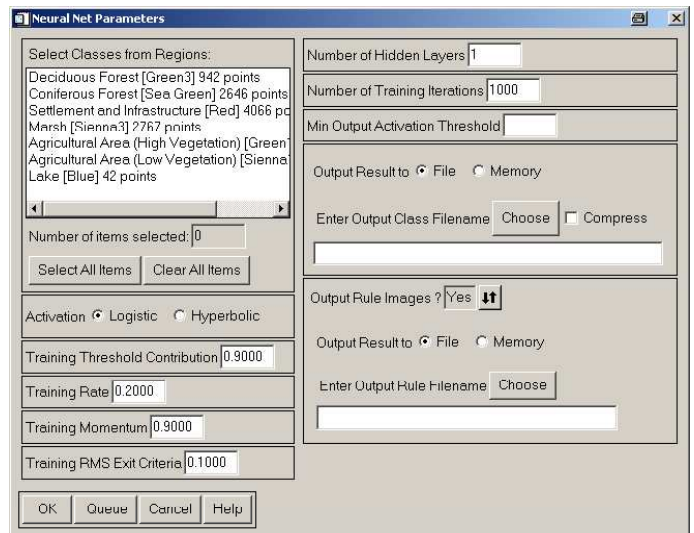 Neural Net Parameters
Select Classes from Regions:
Deciduous Forest [Green3] 942 points
Coniferous Forest [Sea Green] 2646 points
Settlement and Infrastructure [Red] 4066 po
Marsh [Sienna3] 2767 points
Agricultural Area (High Vegetation) [Green
Agricultural Area (Low Vegetation) [Sienna
Lake [Blue] 42 points
Number of items selected: 0
Select All Items Clear All Items
Activation Logistic Hyperbolic
Training Threshold Contribution 0.9000
Training Rate 0.2000
Training Momentum 0.9000
Training RMS Exit Criteria 0.1000
OK Queue Cancel Help
Number of Hidden Layers 1
Number of Training Iterations 1000
Min Output Activation Threshold
Output Result to File Memory
Enter Output Class Filename Choose Compress
Output Rule Images ? Yes
Output Result to File Memory
Enter Output Rule Filename Choose